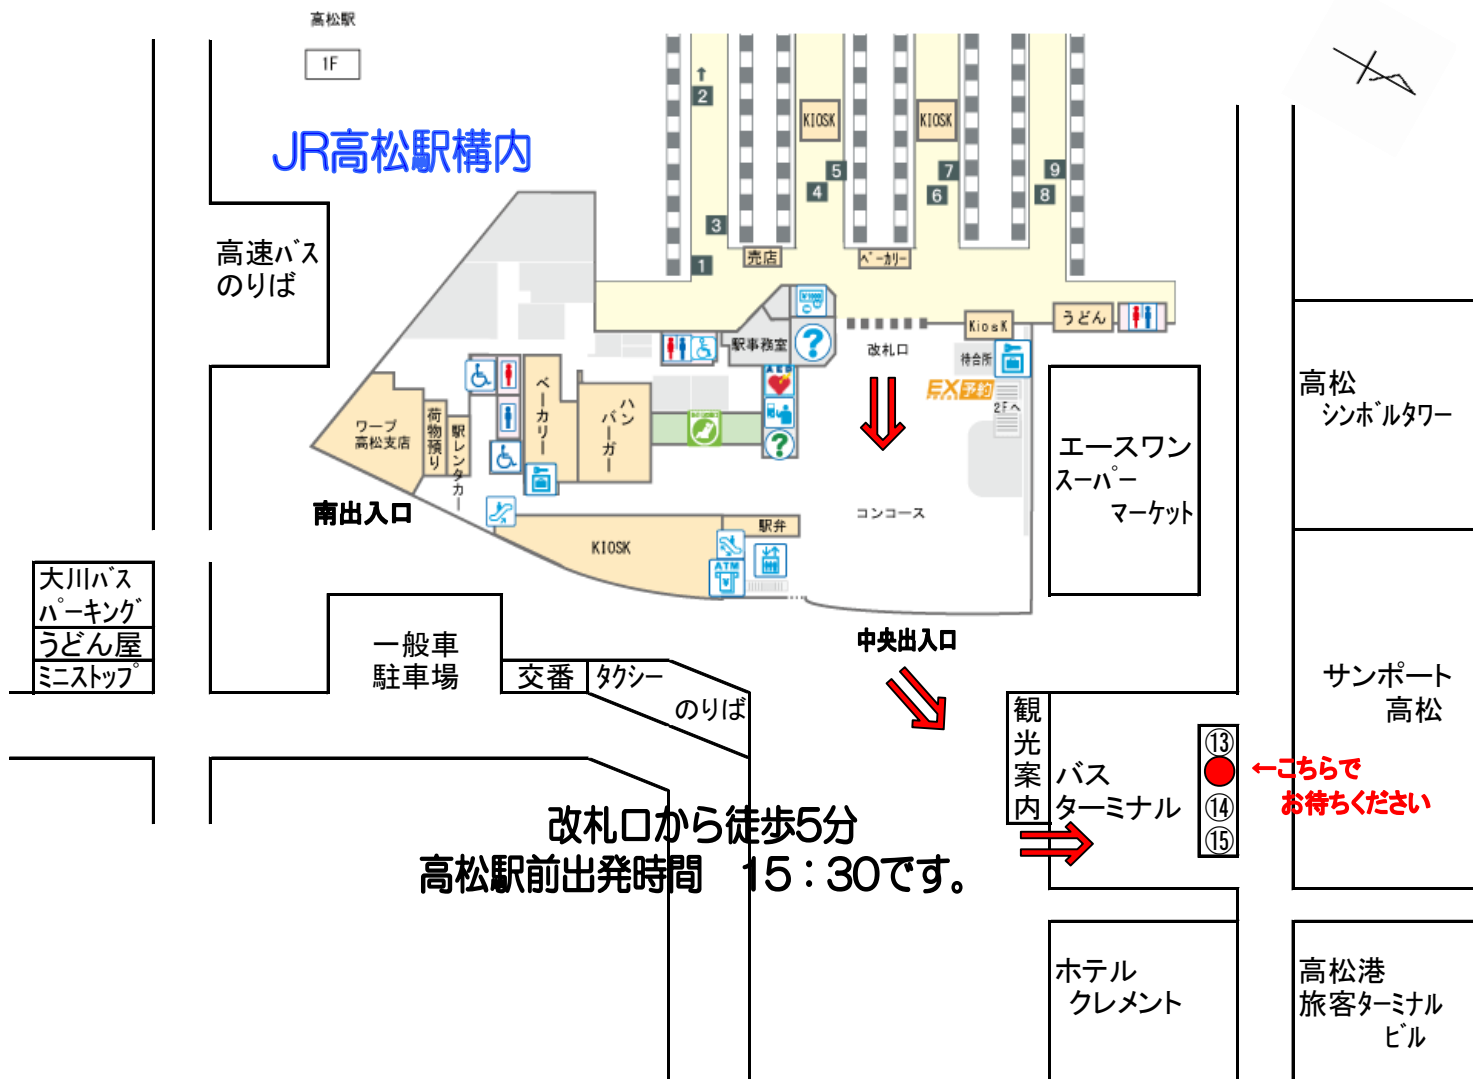 高松駅
1F
JR高松駅構内
2
KIOSK
KIOSK
5
4
7
6
9
8
3
1
売店
ベーカリー
高速バス
のりば
駅事務室
?
改札口
KiosK
うどん
待合所
EX予約
2Fへ
AED
?
ワープ
高松支店
荷物預り
駅レンタカー
ベーカリー
ハンバーガー
高松
シンボルタワー
エースワン
スーパー
マーケット
南出入口
コンコース
駅弁
KIOSK
ATM
大川バス
パーキング
うどん屋
ミニストップ
一般車
駐車場
交番
タクシー
のりば
中央出入口
観光案内
バス
ターミナル
⑬
⑭
⑮
←こちらで
お待ちください
サンポート
高松
改札口から徒歩5分
高松駅前出発時間 15:30です。
ホテル
クレメント
高松港
旅客ターミナル
ビル